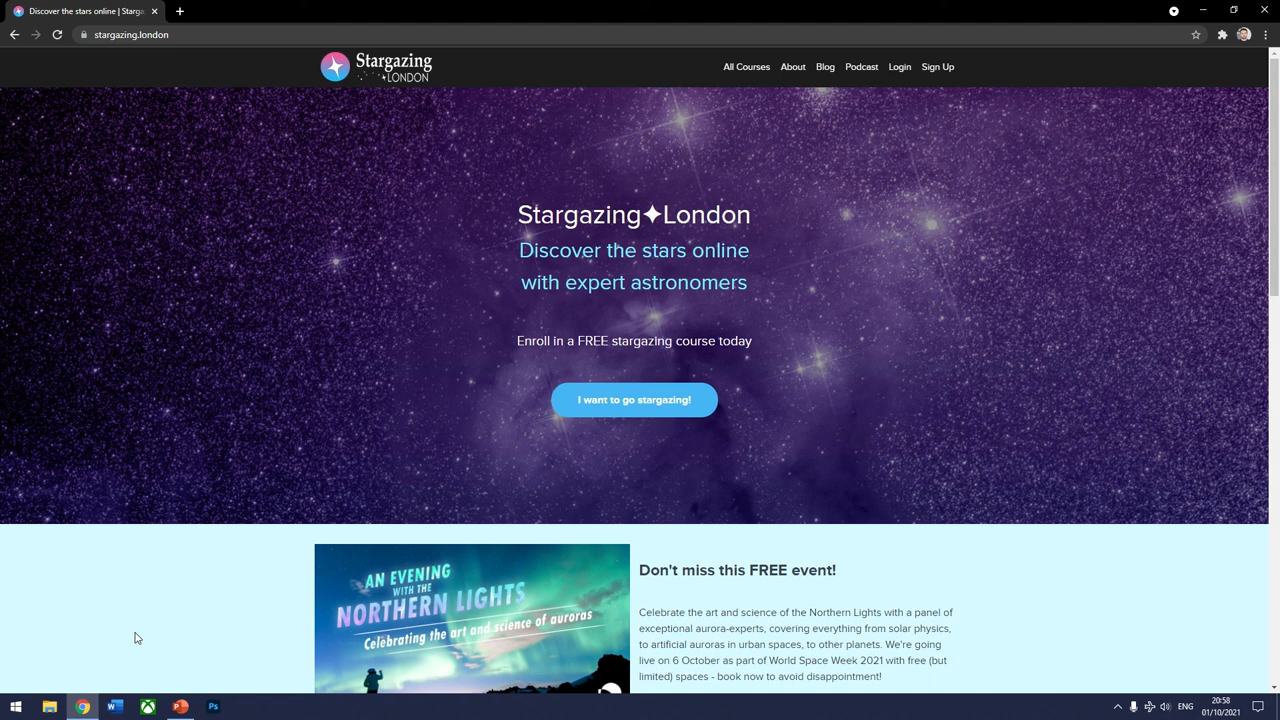 Discover the stars online | Starga
stargazing.london
Stargazing
LONDON
All Courses
About
Blog
Podcast
Login
Sign Up
Stargazing✦London
Discover the stars online
with expert astronomers
Enroll in a FREE stargazing course today
I want to go stargazing!
AN EVENING
WITH THE
NORTHERN LIGHTS
Celebrating the art and science of auroras
Don't miss this FREE event!
Celebrate the art and science of the Northern Lights with a panel of
exceptional aurora-experts, covering everything from solar physics,
to artificial auroras in urban spaces, to other planets. We're going
live on 6 October as part of World Space Week 2021 with free (but
limited) spaces - book now to avoid disappointment!
ENG
20:58
01/10/2021